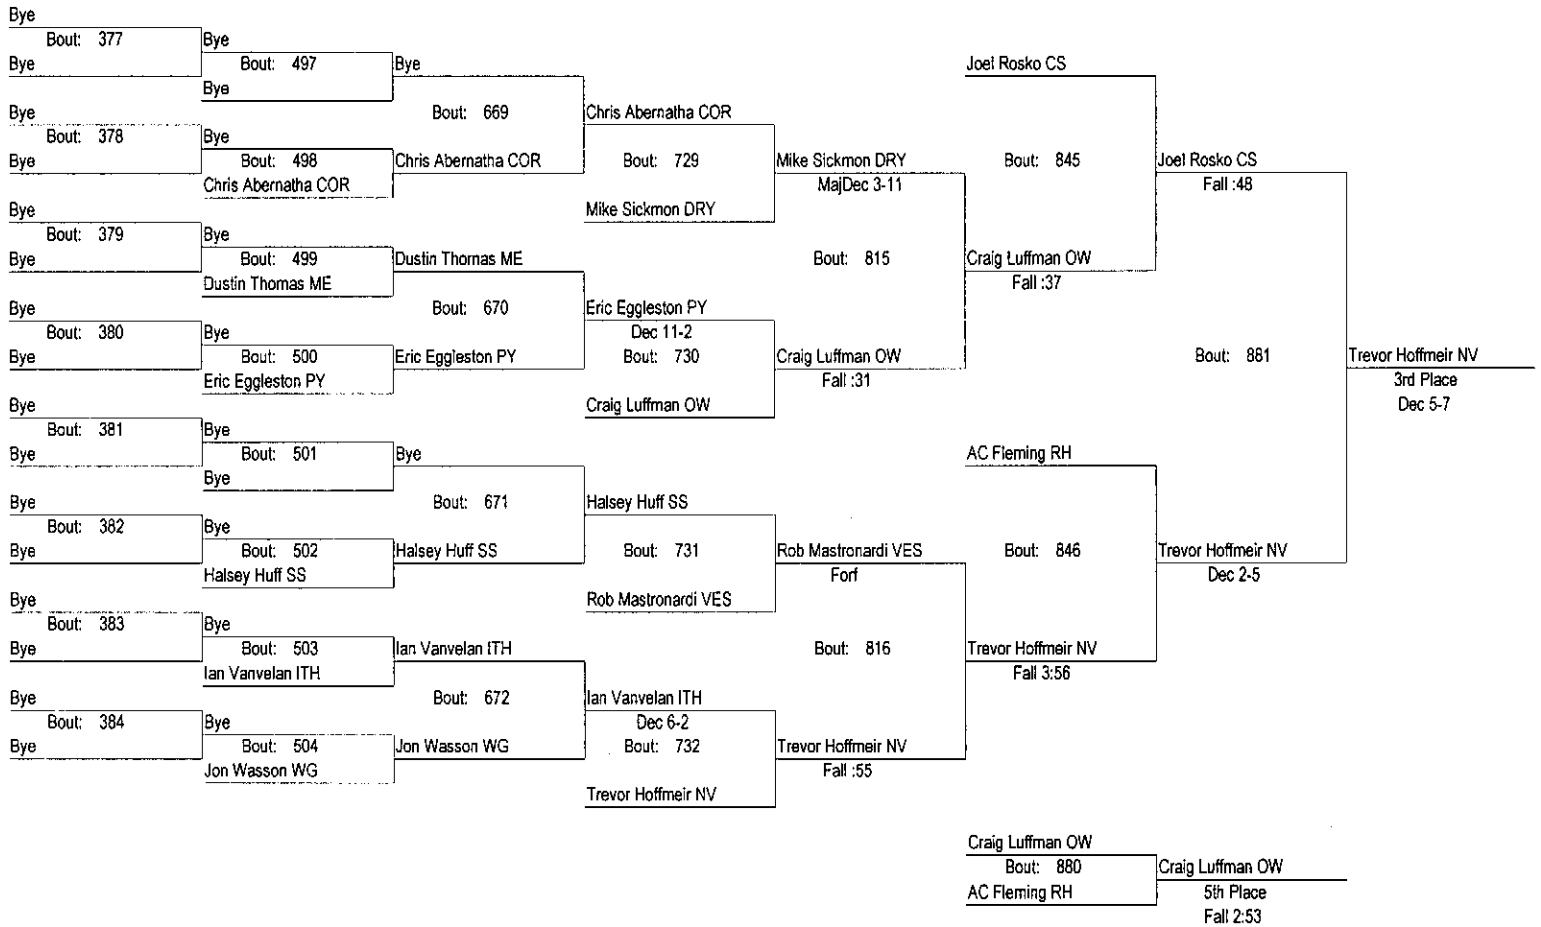 Bye
Bout: 377
Bye
Bye
Bout: 497
Bye
Bye
Bout: 378
Bye
Bye
Bout: 498
Chris Abernatha COR
Bye
Bout: 669
Chris Abernatha COR
Bye
Bout: 379
Bye
Bye
Bout: 499
Dustin Thomas ME
Bye
Bout: 380
Bye
Bye
Bout: 500
Eric Eggleston PY
Dustin Thomas ME
Bout: 670
Eric Eggleston PY
Chris Abernatha COR
Bout: 729
Mike Sickmon DRY
Eric Eggleston PY
Dec 11-2
Bout: 730
Craig Luffman OW
Mike Sickmon DRY
MajDec 3-11
Bout: 815
Craig Luffman OW
Fall :31
Bye
Bout: 381
Bye
Bye
Bout: 501
Bye
Bye
Bout: 382
Bye
Bye
Bout: 502
Halsey Huff SS
Bye
Bout: 671
Halsey Huff SS
Bye
Bout: 383
Bye
Bye
Bout: 503
Ian Vanvelan ITH
Bye
Bout: 384
Bye
Bye
Bout: 504
Jon Wasson WG
Ian Vanvelan ITH
Bout: 672
Jon Wasson WG
Halsey Huff SS
Bout: 731
Rob Mastronardi VES
Ian Vanvelan ITH
Dec 6-2
Bout: 732
Trevor Hoffmeir NV
Rob Mastronardi VES
Forf
Bout: 816
Trevor Hoffmeir NV
Fall :55
Joel Rosko CS
Bout: 845
Craig Luffman OW
Fall :37
AC Fleming RH
Bout: 846
Trevor Hoffmeir NV
Fall 3:56
Joel Rosko CS
Fall :48
Bout: 881
Trevor Hoffmeir NV
Dec 2-5
Trevor Hoffmeir NV
3rd Place
Dec 5-7
Craig Luffman OW
Bout: 880
AC Fleming RH
Craig Luffman OW
5th Place
Fall 2:53